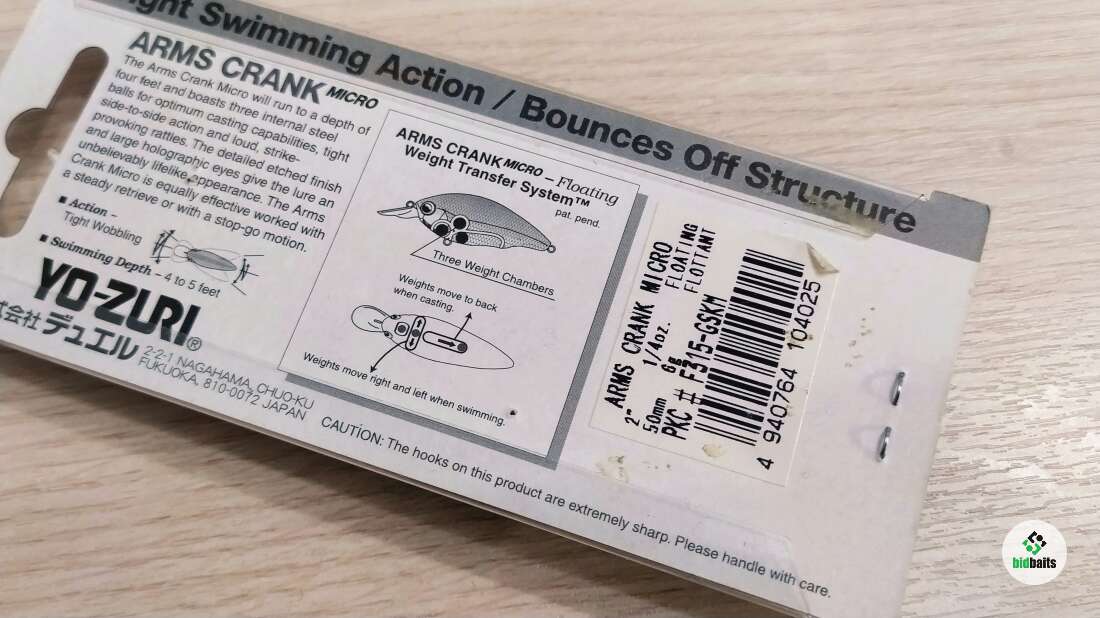 Swimming Action / Bounces Off Structure
ARMS CRANK MICRO
The Arms Crank Micro will run to a depth of
four feet and boasts three internal steel
balls for optimum casting capabilities, tight
side-to-side action and loud, strike-
provoking rattles. The detailed etched finish
and large holographic eyes give the lure an
unbelievably lifelike appearance. The Arms
Crank Micro is equally effective worked with
a steady retrieve or with a stop-go motion.
■ Action –
Tight Wobbling
■ Swimming Depth – 4 to 5 feet
YO-ZURI®
式会社 デュエル
2-2-1 NAGAHAMA, CHUO-KU
FUKUOKA. 810-0072 JAPAN
ARMS CRANK MICRO – Floating
Weight Transfer System™
pat. pend.
Three Weight Chambers
Weights move to back
when casting.
Weights move right and left when swimming.
ARMS CRANK MICRO
2" 1/4oz. FLOATING
50mm 6g FLOTTANT
PKC # F315-GSKM
4 940764 104025
CAUTION: The hooks on this product are extremely sharp. Please handle with care.
bidbaits